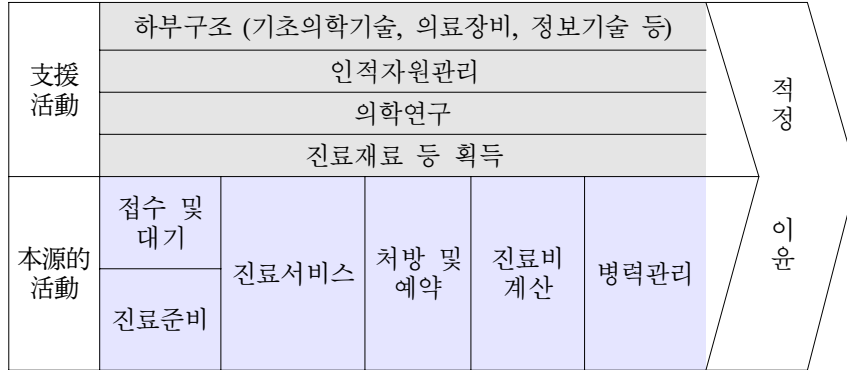 支援
活動
하부구조 (기초의학기술, 의료장비, 정보기술 등)
인적자원관리
의학연구
진료재료 등 획득
本源的
活動
접수 및
대기
진료준비
진료서비스
처방 및
예약
진료비
계산
병력관리
적
정
이
윤